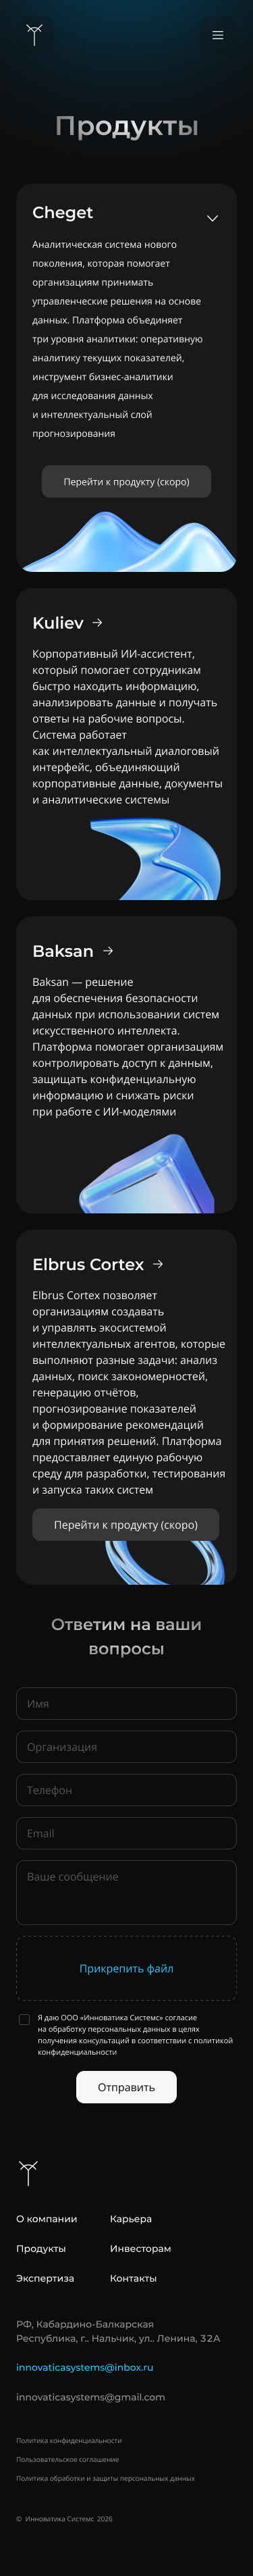 Продукты
Cheget
Аналитическая система нового
поколения, которая помогает
организациям принимать
управленческие решения на основе
данных. Платформа объединяет
три уровня аналитики: оперативную
аналитику текущих показателей,
инструмент бизнес-аналитики
для исследования данных
и интеллектуальный слой
прогнозирования
Перейти к продукту (скоро)
Kuliev →
Корпоративный ИИ-ассистент,
который помогает сотрудникам
быстро находить информацию,
анализировать данные и получать
ответы на рабочие вопросы.
Система работает
как интеллектуальный диалоговый
интерфейс, объединяющий
корпоративные данные, документы
и аналитические системы
Baksan →
Baksan — решение
для обеспечения безопасности
данных при использовании систем
искусственного интеллекта.
Платформа помогает организациям
контролировать доступ к данным,
защищать конфиденциальную
информацию и снижать риски
при работе с ИИ-моделями
Elbrus Cortex →
Elbrus Cortex позволяет
организациям создавать
и управлять экосистемой
интеллектуальных агентов, которые
выполняют разные задачи: анализ
данных, поиск закономерностей,
генерацию отчётов,
прогнозирование показателей
и формирование рекомендаций
для принятия решений. Платформа
предоставляет единую рабочую
среду для разработки, тестирования
и запуска таких систем
Перейти к продукту (скоро)
Ответим на ваши
вопросы
Имя
Организация
Телефон
Email
Ваше сообщение
Прикрепить файл
Я даю ООО «Инноватика Системс» согласие
на обработку персональных данных в целях
получения консультаций в соответствии с политикой
конфиденциальности
Отправить
О компании Карьера
Продукты Инвесторам
Экспертиза Контакты
РФ, Кабардино-Балкарская
Республика, г.. Нальчик, ул.. Ленина, 32А
innovaticasystems@inbox.ru
innovaticasystems@gmail.com
Политика конфиденциальности
Пользовательское соглашение
Политика обработки и защиты персональных данных
© Инноватика Системс 2026